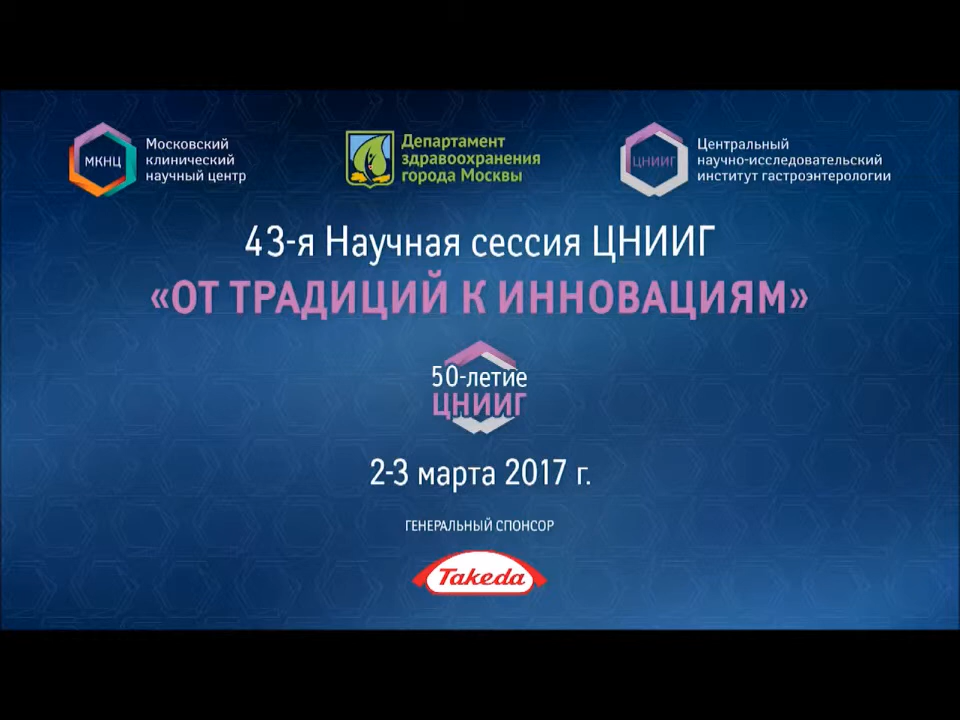 МКНЦ
Московский
клинический
научный центр
Департамент
здравоохранения
города Москвы
ЦНИИГ
Центральный
научно-исследовательский
институт гастроэнтерологии
43-я Научная сессия ЦНИИГ
«ОТ ТРАДИЦИЙ К ИННОВАЦИЯМ»
50-летие
ЦНИИГ
2-3 марта 2017 г.
ГЕНЕРАЛЬНЫЙ СПОНСОР
Takeda